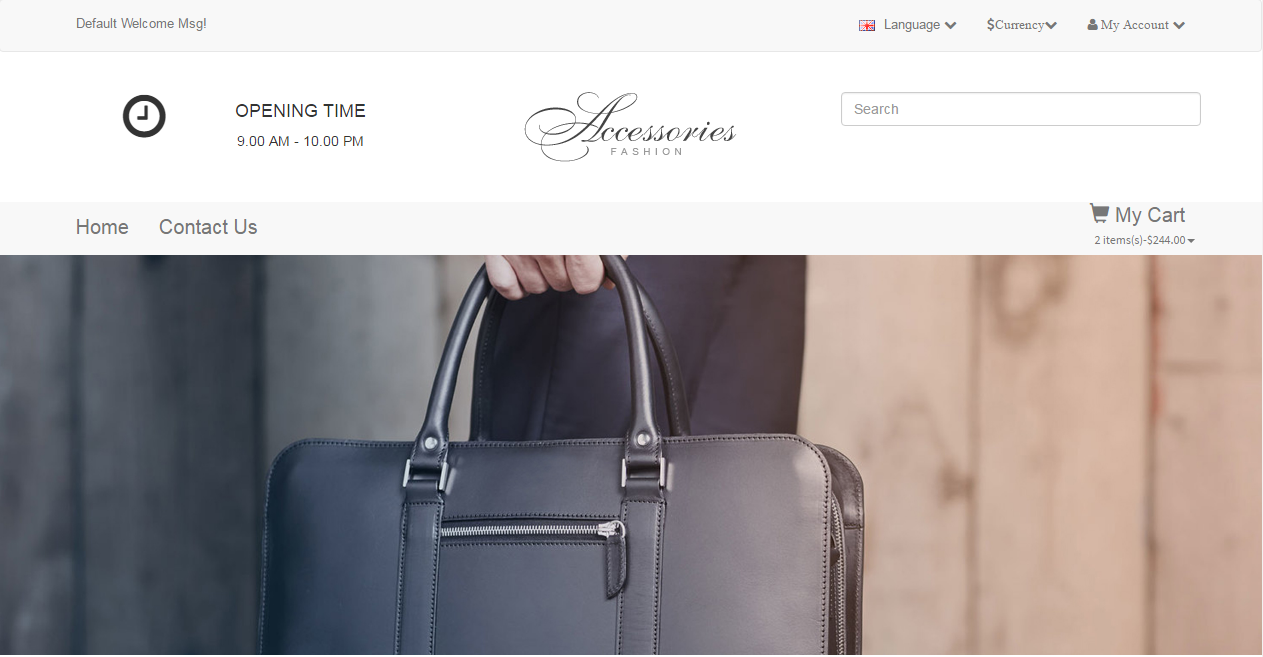 Default Welcome Msg!
Language
$Currency
My Account
OPENING TIME
9.00 AM - 10.00 PM
Accessories
FASHION
Search
Home
Contact Us
My Cart
2 items(s)-$244.00